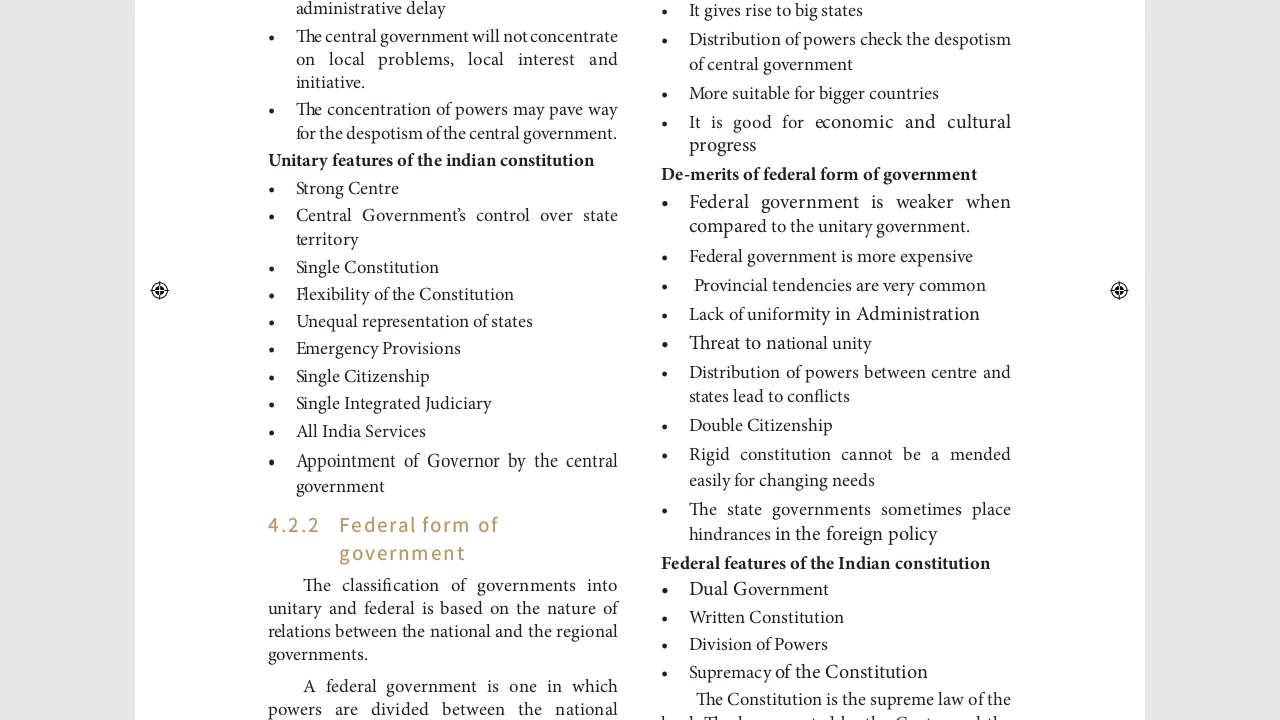 administrative delay
• The central government will not concentrate
on local problems, local interest and
initiative.
• The concentration of powers may pave way
for the despotism of the central government.
Unitary features of the indian constitution
• Strong Centre
• Central Government's control over state
territory
• Single Constitution
• Flexibility of the Constitution
• Unequal representation of states
• Emergency Provisions
• Single Citizenship
• Single Integrated Judiciary
• All India Services
• Appointment of Governor by the central
government
4.2.2 Federal form of
government
The classification of governments into
unitary and federal is based on the nature of
relations between the national and the regional
governments.
A federal government is one in which
powers are divided between the national
• It gives rise to big states
• Distribution of powers check the despotism
of central government
• More suitable for bigger countries
• It is good for economic and cultural
progress
De-merits of federal form of government
• Federal government is weaker when
compared to the unitary government.
• Federal government is more expensive
• Provincial tendencies are very common
• Lack of uniformity in Administration
• Threat to national unity
• Distribution of powers between centre and
states lead to conflicts
• Double Citizenship
• Rigid constitution cannot be a mended
easily for changing needs
• The state governments sometimes place
hindrances in the foreign policy
Federal features of the Indian constitution
• Dual Government
• Written Constitution
• Division of Powers
• Supremacy of the Constitution
The Constitution is the supreme law of the